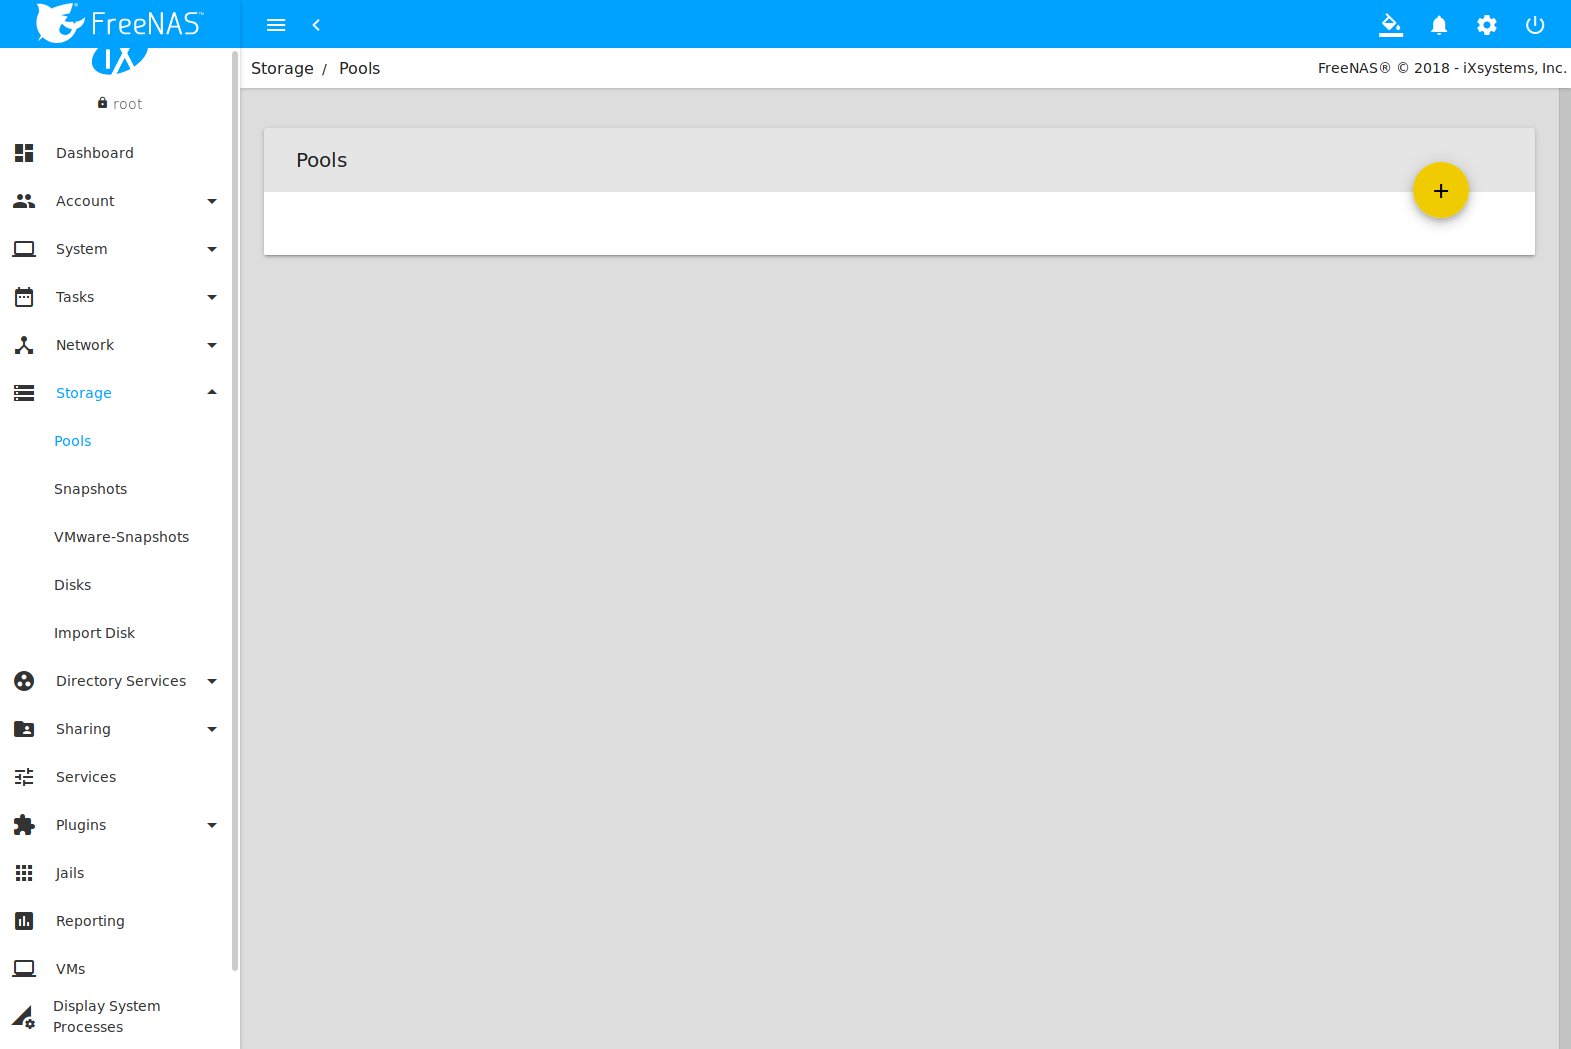 FreeNAS™
Storage / Pools
FreeNAS® © 2018 - iXsystems, Inc.
iX
root
Dashboard
Account
System
Tasks
Network
Storage
Pools
Snapshots
VMware-Snapshots
Disks
Import Disk
Directory Services
Sharing
Services
Plugins
Jails
Reporting
VMs
Display System
Processes
Pools
+